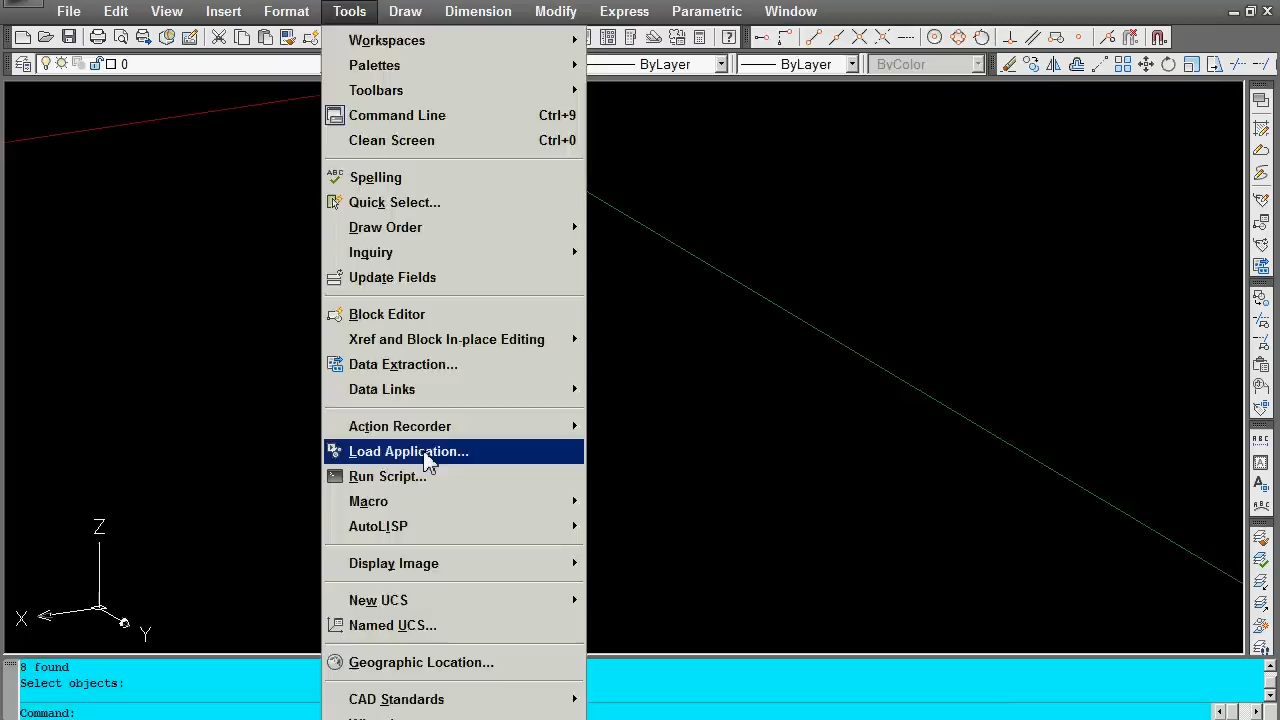 File Edit View Insert Format Tools Draw Dimension Modify Express Parametric Window
0 ByLayer ByLayer ByColor
Workspaces
Palettes
Toolbars
Command Line Ctrl+9
Clean Screen Ctrl+0
ABC Spelling
Quick Select...
Draw Order
Inquiry
Update Fields
Block Editor
Xref and Block In-place Editing
Data Extraction...
Data Links
Action Recorder
Load Application...
Run Script...
Macro
AutoLISP
Display Image
New UCS
Named UCS...
Geographic Location...
CAD Standards
Z
X
Y
ABC
A
A
ABC
8 found
Select objects:
Command: